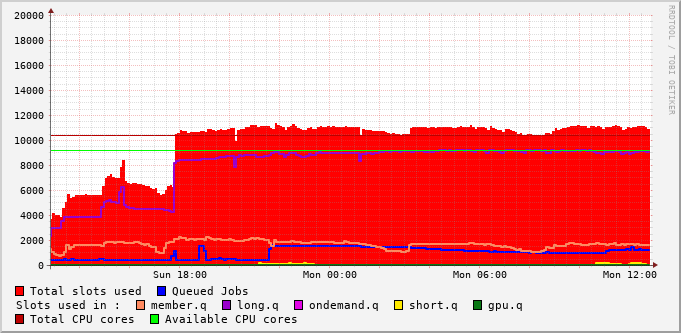 20000
18000
16000
14000
12000
10000
8000
6000
4000
2000
0
Sun 18:00 Mon 00:00 Mon 06:00 Mon 12:00
RRDTOOL / TOBI OETIKER
Total slots used Queued Jobs
Slots used in : member.q long.q ondemand.q short.q gpu.q
Total CPU cores Available CPU cores